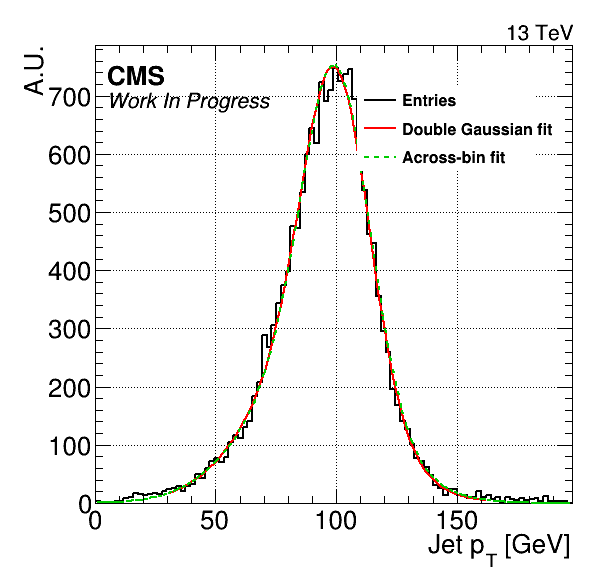 13 TeV
A.U.
CMS
Work In Progress
Entries
Double Gaussian fit
Across-bin fit
700
600
500
400
300
200
100
0
0 50 100 150
Jet p_T [GeV]